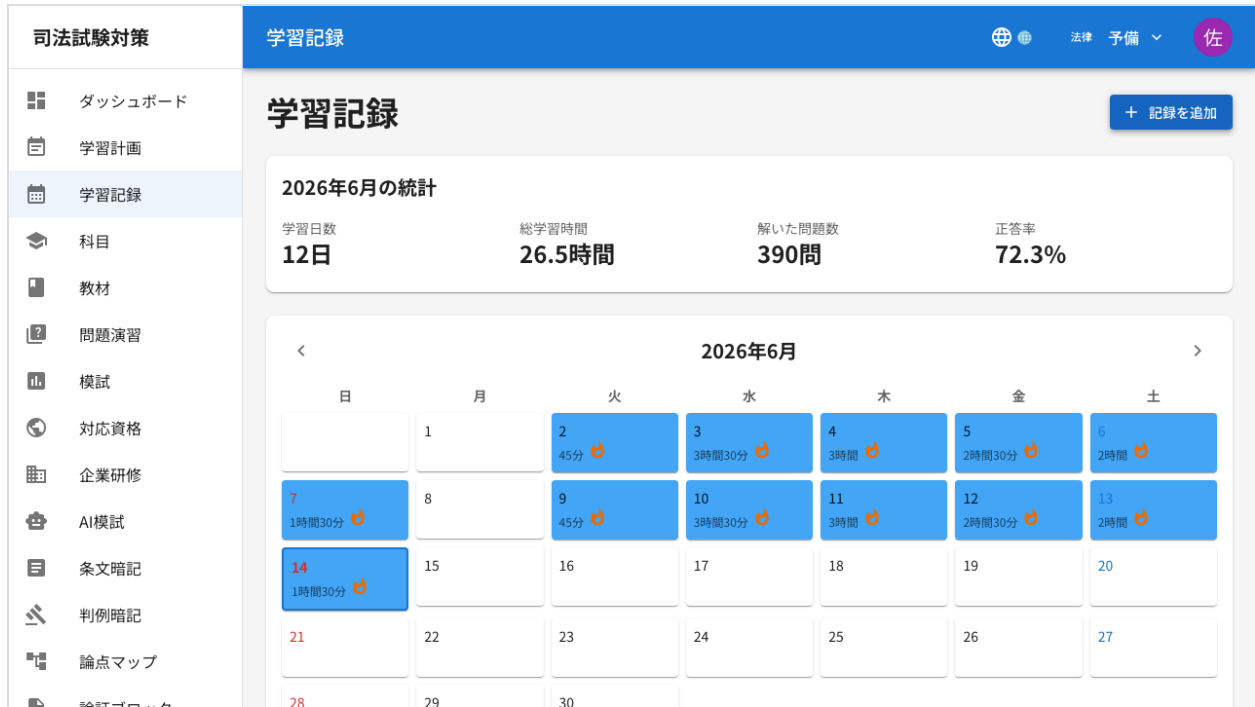 司法試験対策
学習記録
法律 予備
佐
ダッシュボード
学習計画
学習記録
科目
教材
問題演習
模試
対応資格
企業研修
AI模試
条文暗記
判例暗記
論点マップ
学習記録
+ 記録を追加
2026年6月の統計
学習日数 総学習時間 解いた問題数 正答率
12日 26.5時間 390問 72.3%
2026年6月
日 月 火 水 木 金 土
1 2 3 4 5 6
45分 3時間30分 3時間 2時間30分 2時間
7 8 9 10 11 12 13
1時間30分 45分 3時間30分 3時間 2時間30分 2時間
14 15 16 17 18 19 20
1時間30分
21 22 23 24 25 26 27
28 29 30